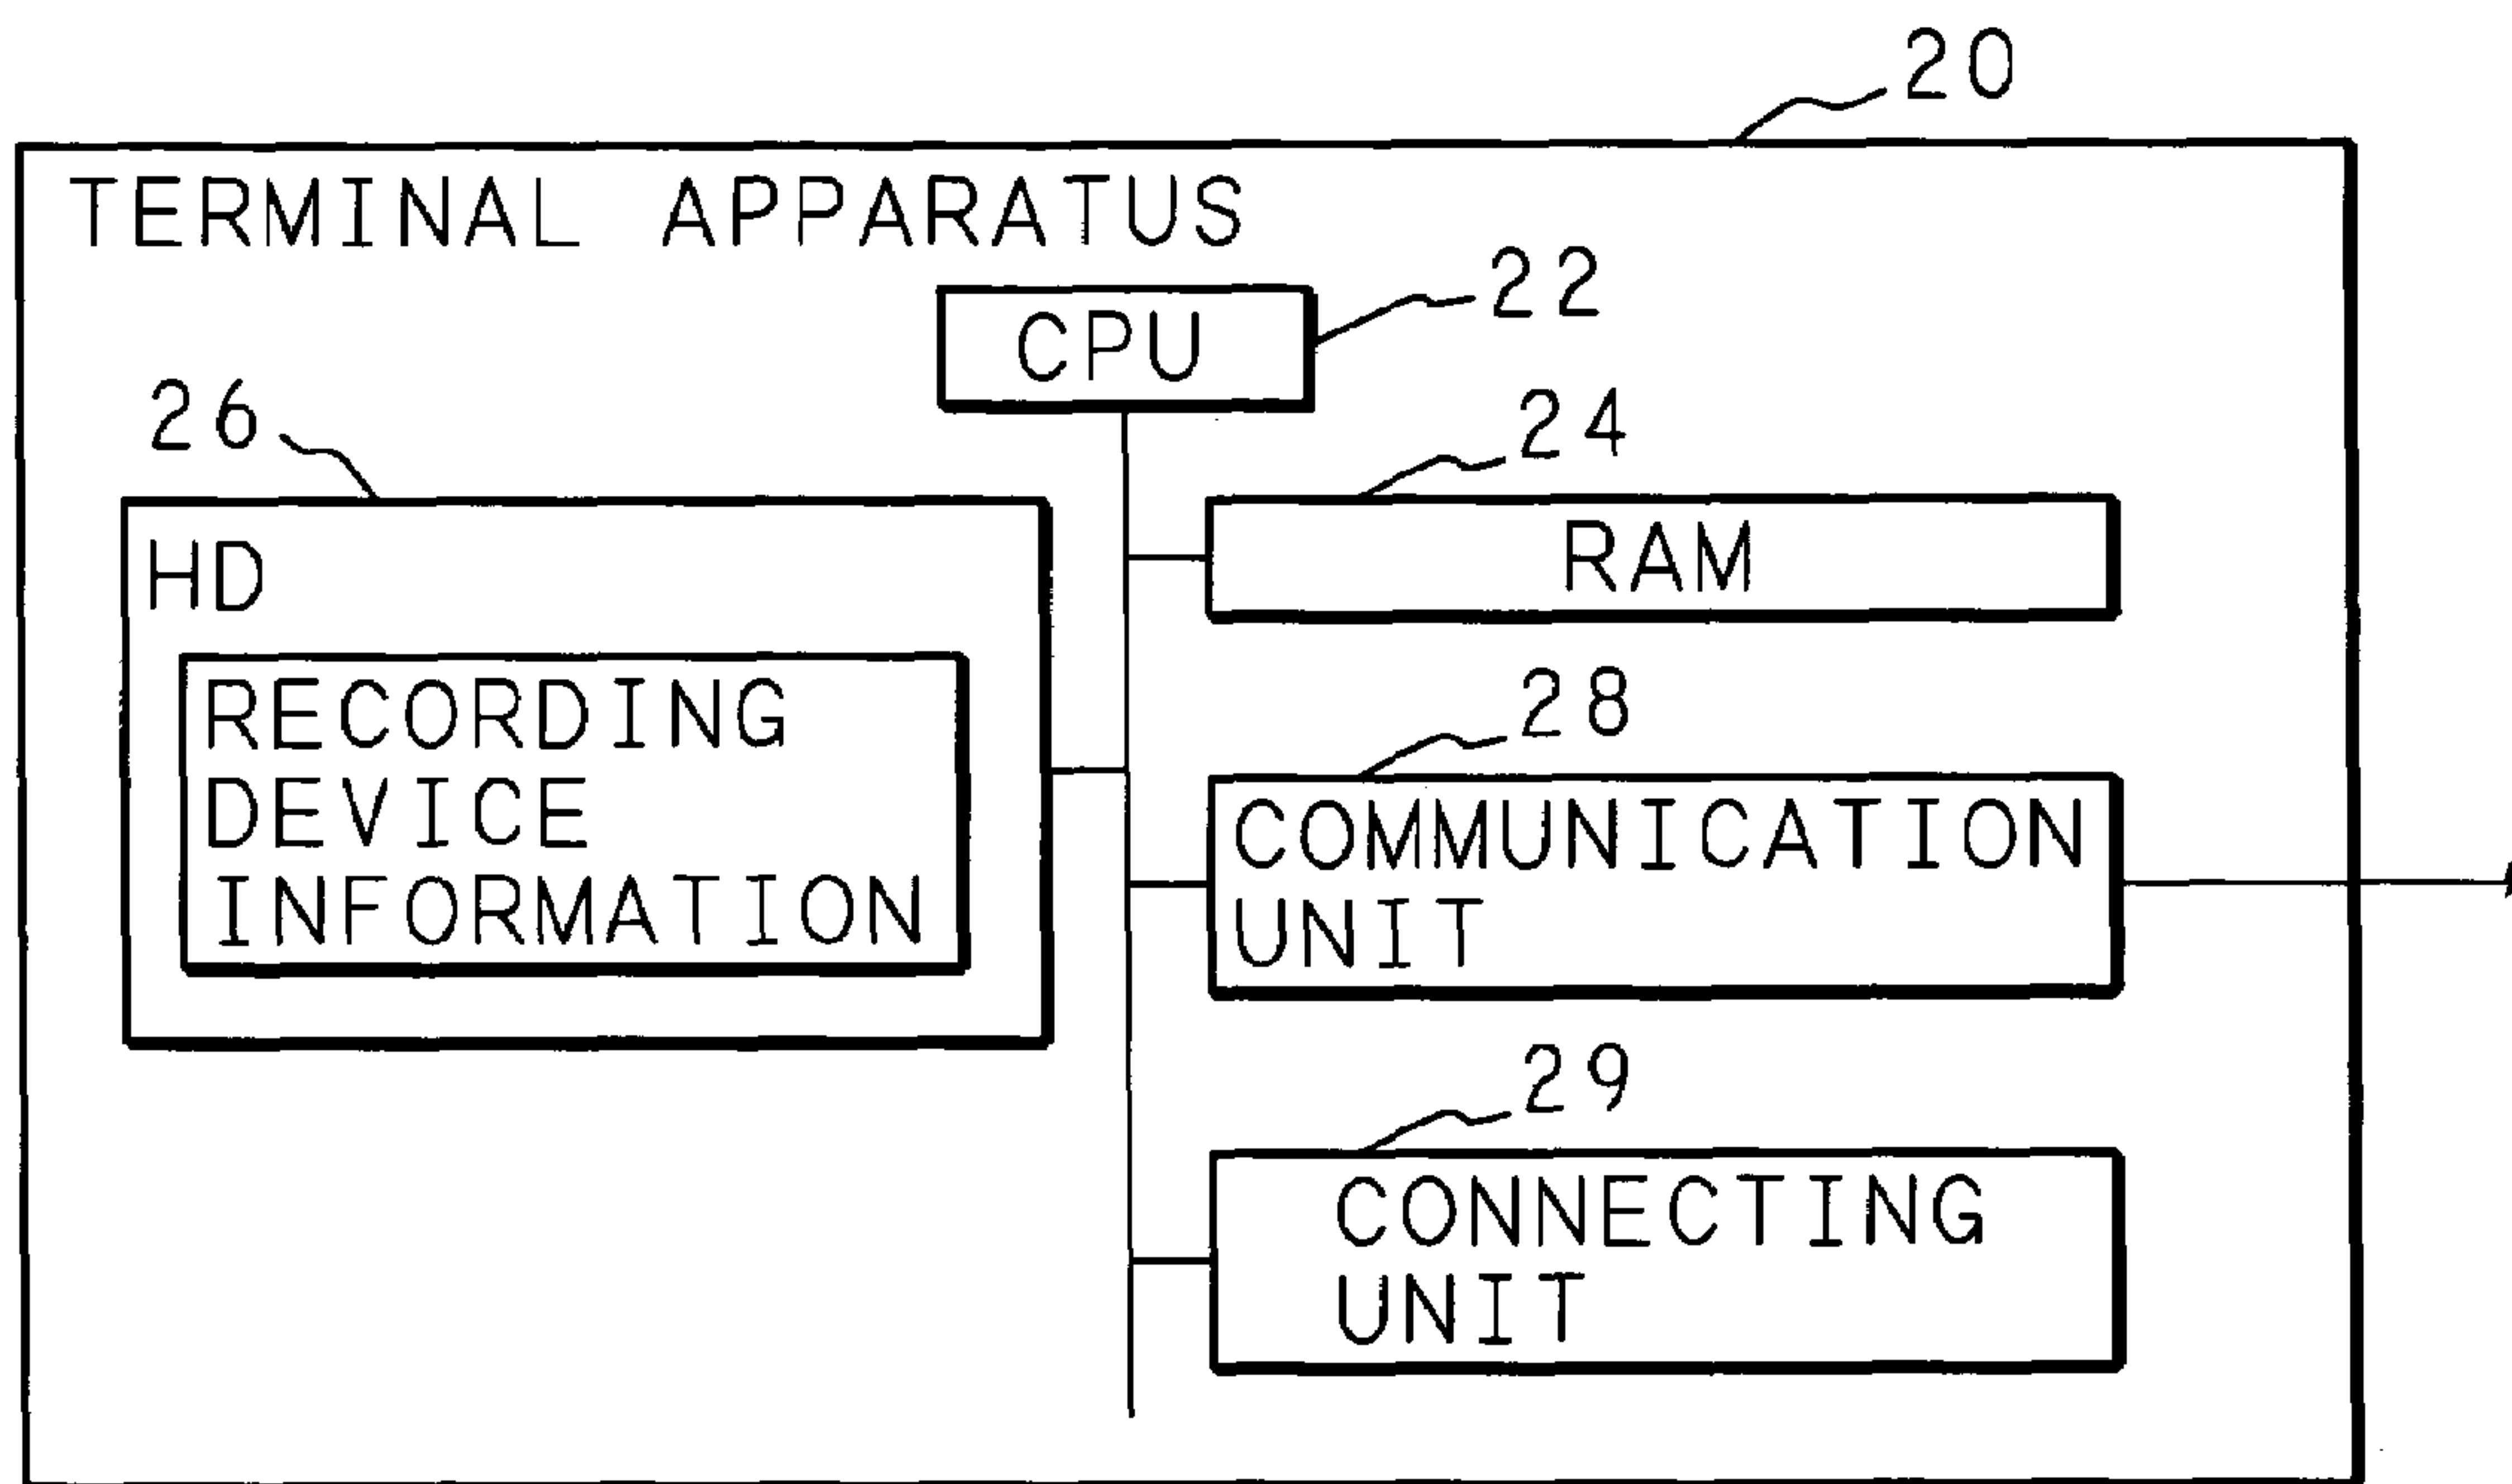 20
TERMINAL APPARATUS
22
CPU
26
24
HD
RAM
RECORDING
DEVICE
INFORMATION
28
COMMUNICATION
UNIT
29
CONNECTING
UNIT